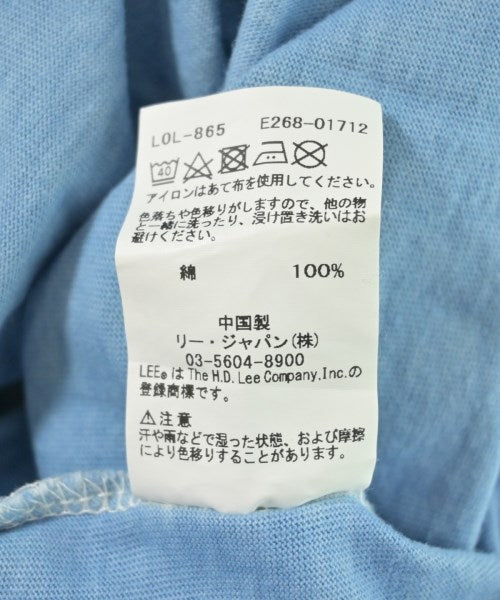 LOL-865 E268-01712
40
アイロンはあて布を使用してください。
色落ちや色移りがしますので、他の物
と一緒に洗ったり、浸け置き洗いはお
避けください。
綿 100%
中国製
リー・ジャパン(株)
03-5604-8900
LEE®はThe H.D. Lee Company,Inc.の
登録商標です。
⚠注意
汗や雨などで湿った状態、および摩擦
により色移りすることがあります。